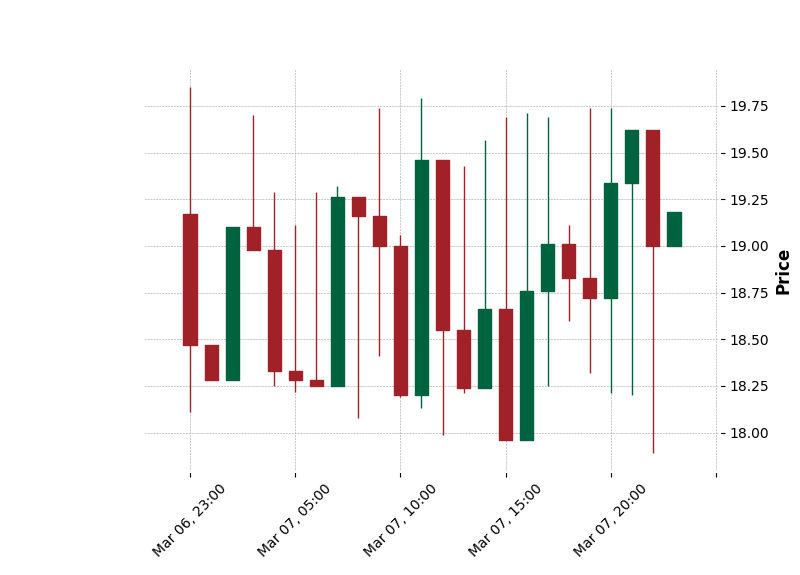 19.75
19.50
19.25
19.00
18.75
18.50
18.25
18.00
Price
Mar 06, 23:00
Mar 07, 05:00
Mar 07, 10:00
Mar 07, 15:00
Mar 07, 20:00